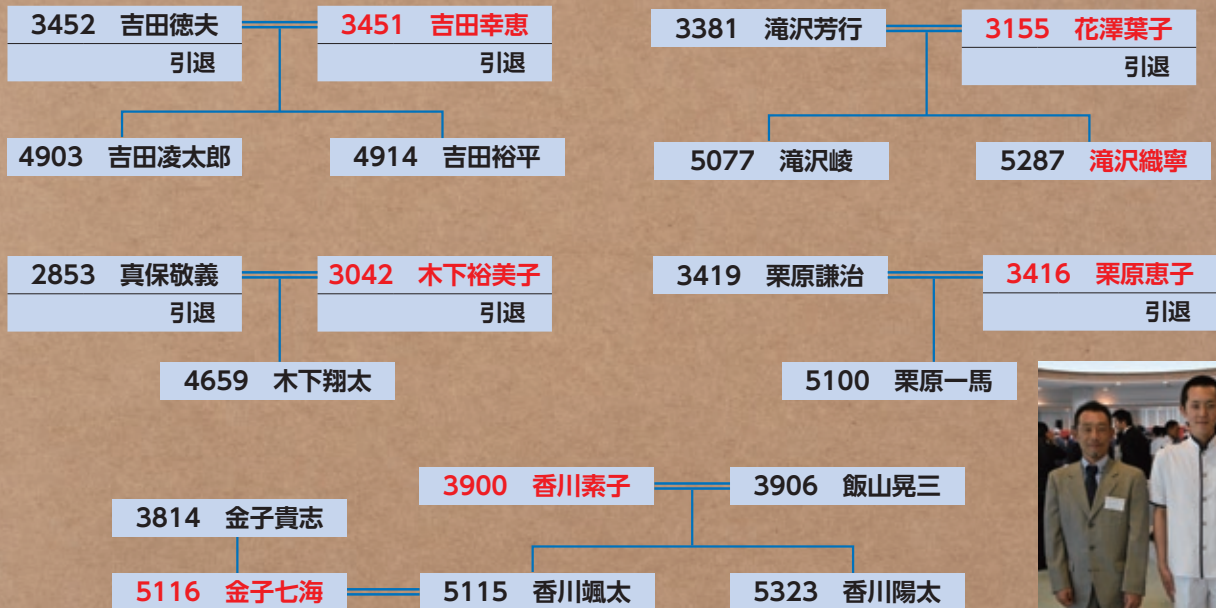 3452 吉田徳夫
引退
3451 吉田幸恵
引退
4903 吉田凌太郎
4914 吉田裕平
3381 滝沢芳行
3155 花澤葉子
引退
5077 滝沢峻
5287 滝沢織寧
2853 真保敬義
引退
3042 木下裕美子
引退
4659 木下翔太
3419 栗原謙治
3416 栗原恵子
引退
5100 栗原一馬
3900 香川素子
3906 飯山晃三
3814 金子貴志
5116 金子七海
5115 香川颯太
5323 香川陽太